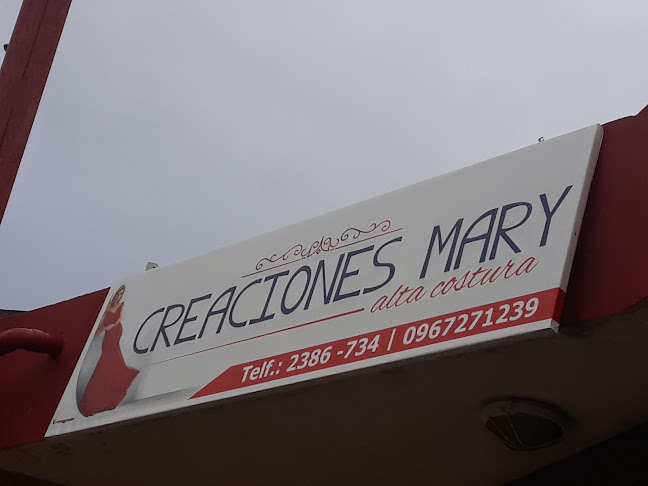 CREACIONES MARY
alta costura
Telf.: 2386 -734 | 0967271239